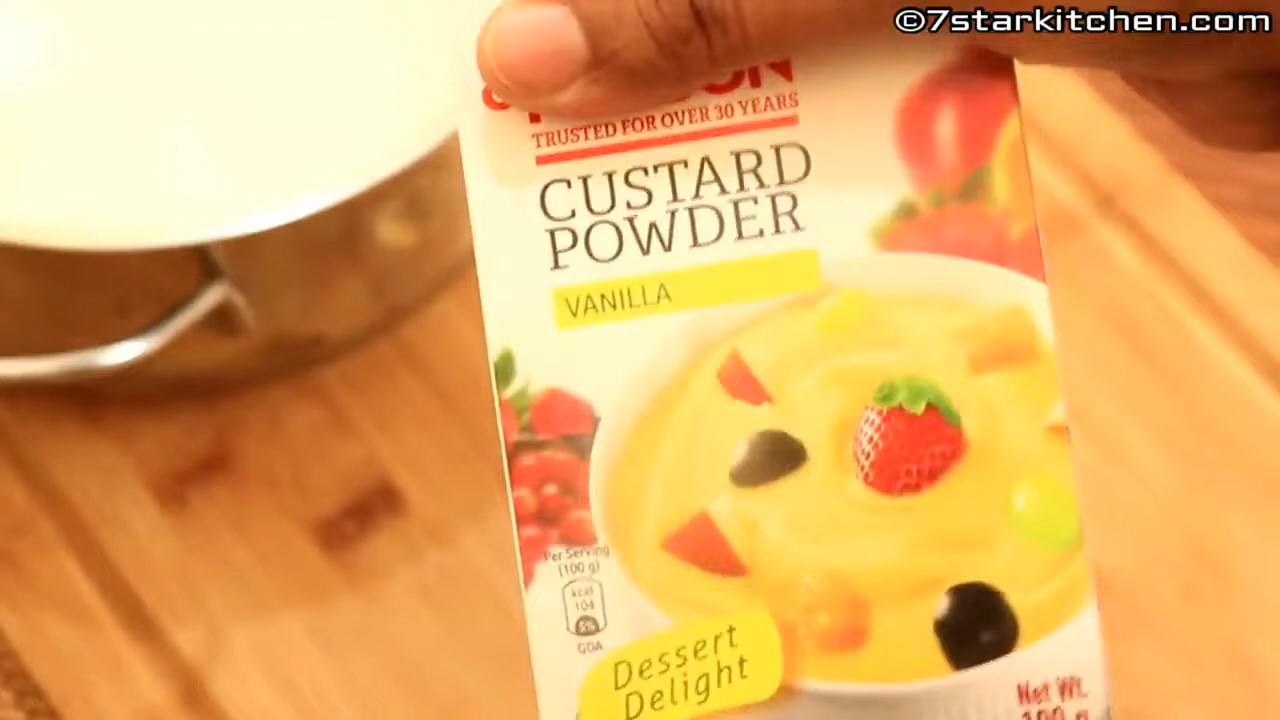 ©7starkitchen.com
TRUSTED FOR OVER 30 YEARS
CUSTARD
POWDER
VANILLA
Per Serving
(100 g)
kcal
104
5%
GDA
Dessert
Delight
Net Wt.
100 g